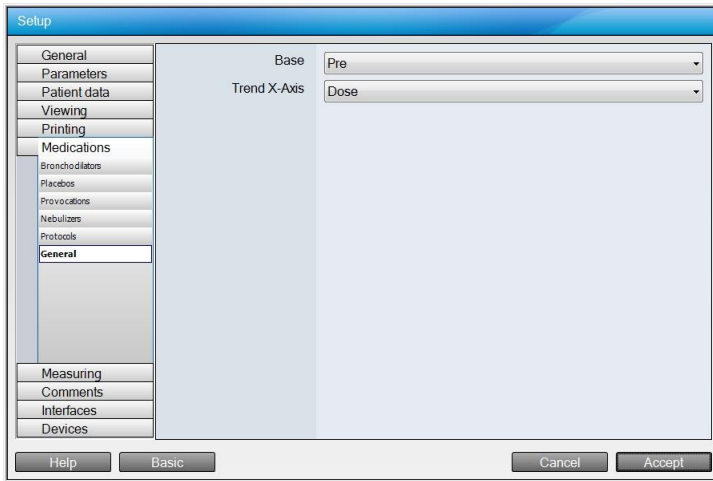 Setup
General
Parameters
Patient data
Viewing
Printing
Medications
Bronchodilators
Placebos
Provocations
Nebulizers
Protocols
General
Measuring
Comments
Interfaces
Devices
Base Pre
Trend X-Axis Dose
Help Basic Cancel Accept